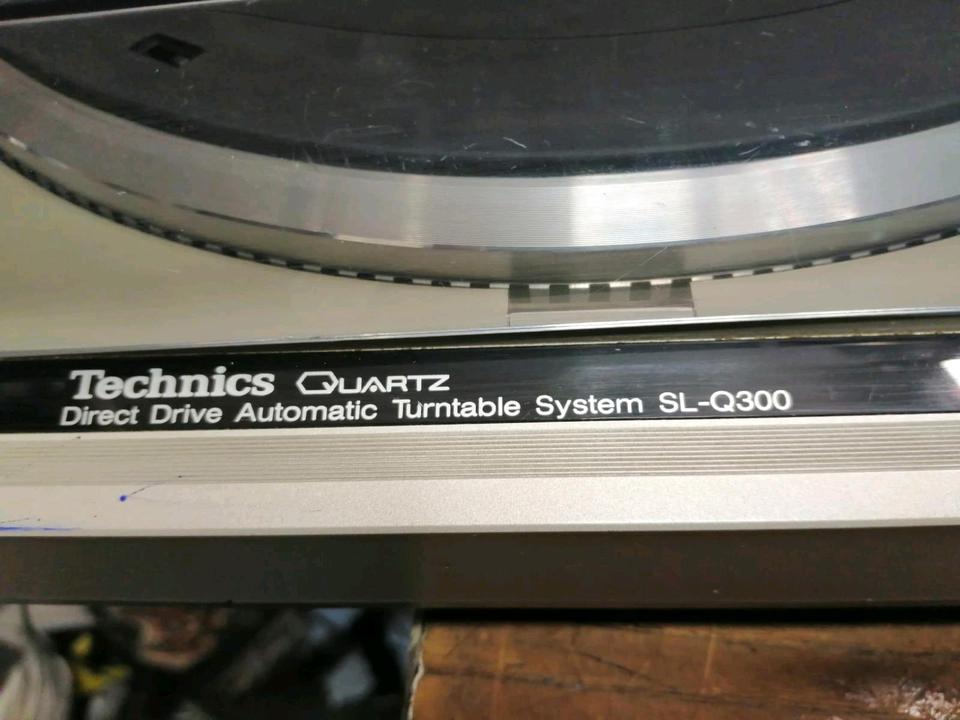 Technics QUARTZ
Direct Drive Automatic Turntable System SL-Q300